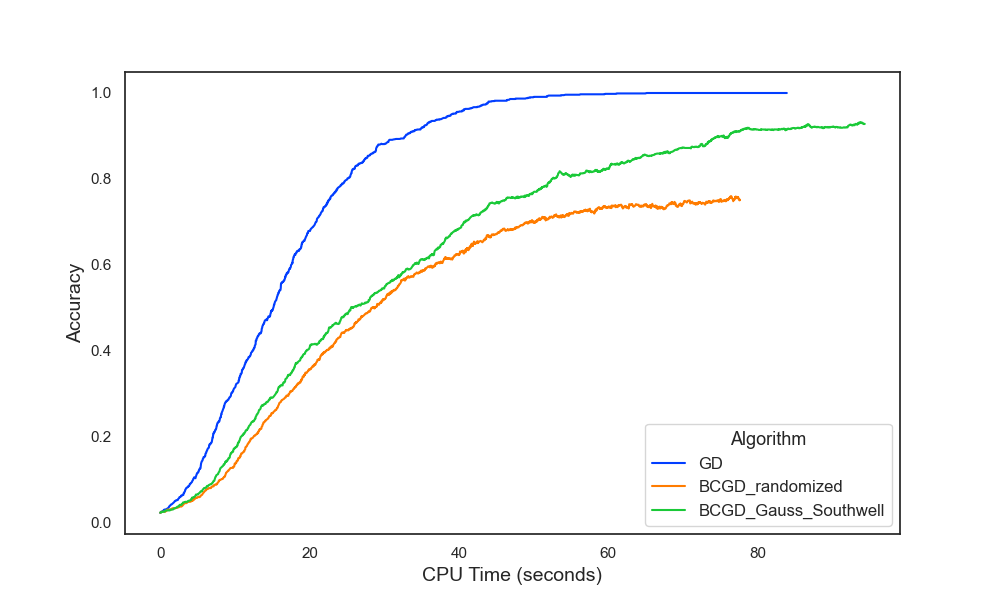 1.0
0.8
0.6
0.4
0.2
0.0
Accuracy
0 20 40 60 80
CPU Time (seconds)
Algorithm
GD
BCGD_randomized
BCGD_Gauss_Southwell